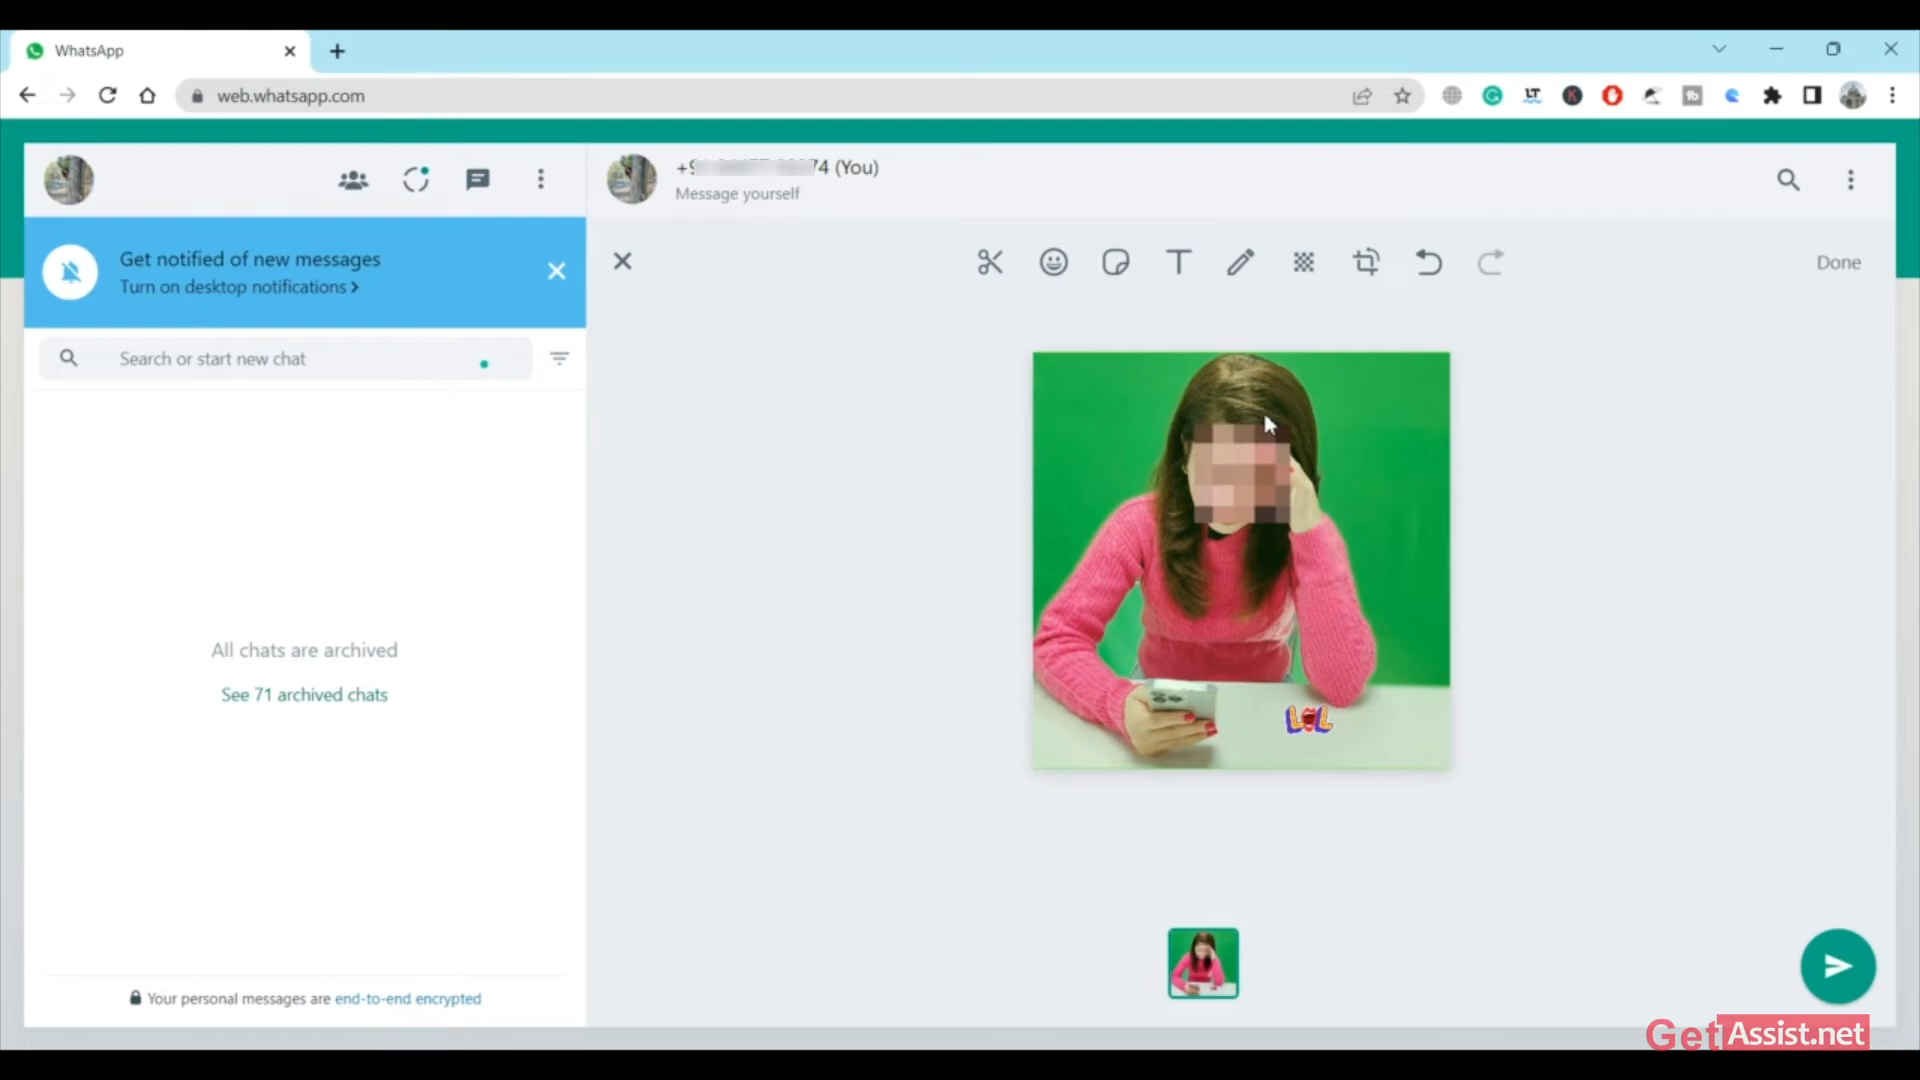 WhatsApp
web.whatsapp.com
74 (You)
Message yourself
Get notified of new messages
Turn on desktop notifications
Search or start new chat
Done
All chats are archived
See 71 archived chats
LOL
Your personal messages are end-to-end encrypted
GetAssist.net